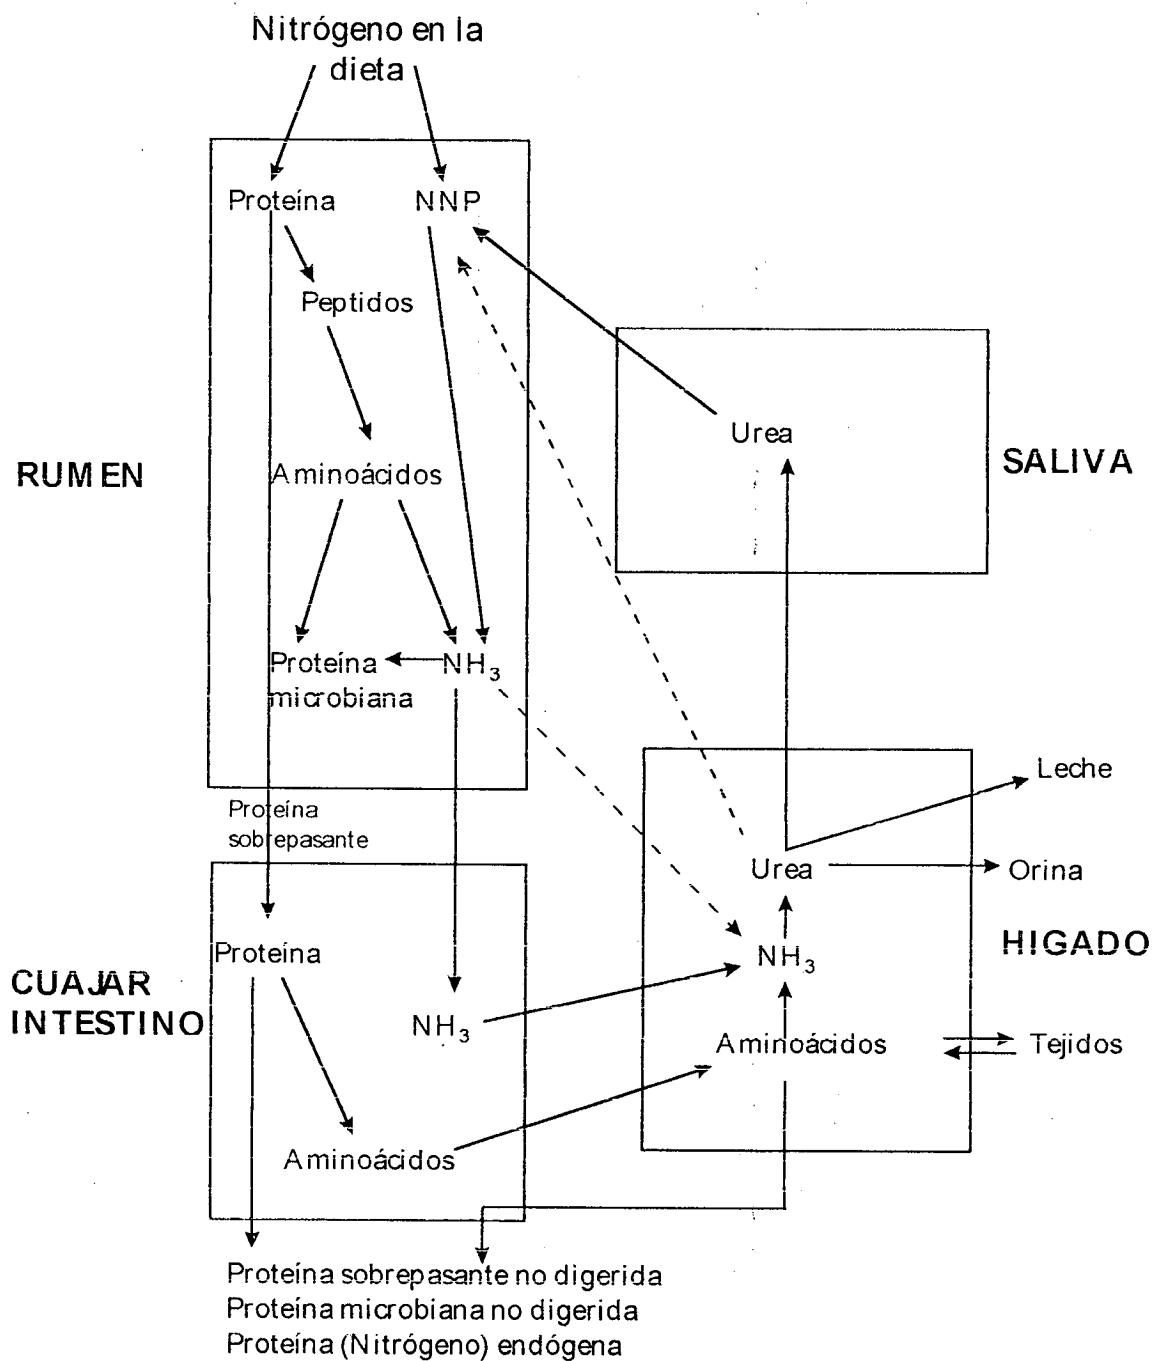 Nitrógeno en la
dieta
Proteína
NNP
Peptidos
Urea
RUMEN
Aminoácidos
SALIVA
Proteína
microbiana
NH₃
Leche
Proteína
sobrepasante
Urea
Orina
Proteína
NH₃
HIGADO
CUAJAR
INTESTINO
NH₃
Aminoácidos
Tejidos
Aminoácidos
Proteína sobrepasante no digerida
Proteína microbiana no digerida
Proteína (Nitrógeno) endógena